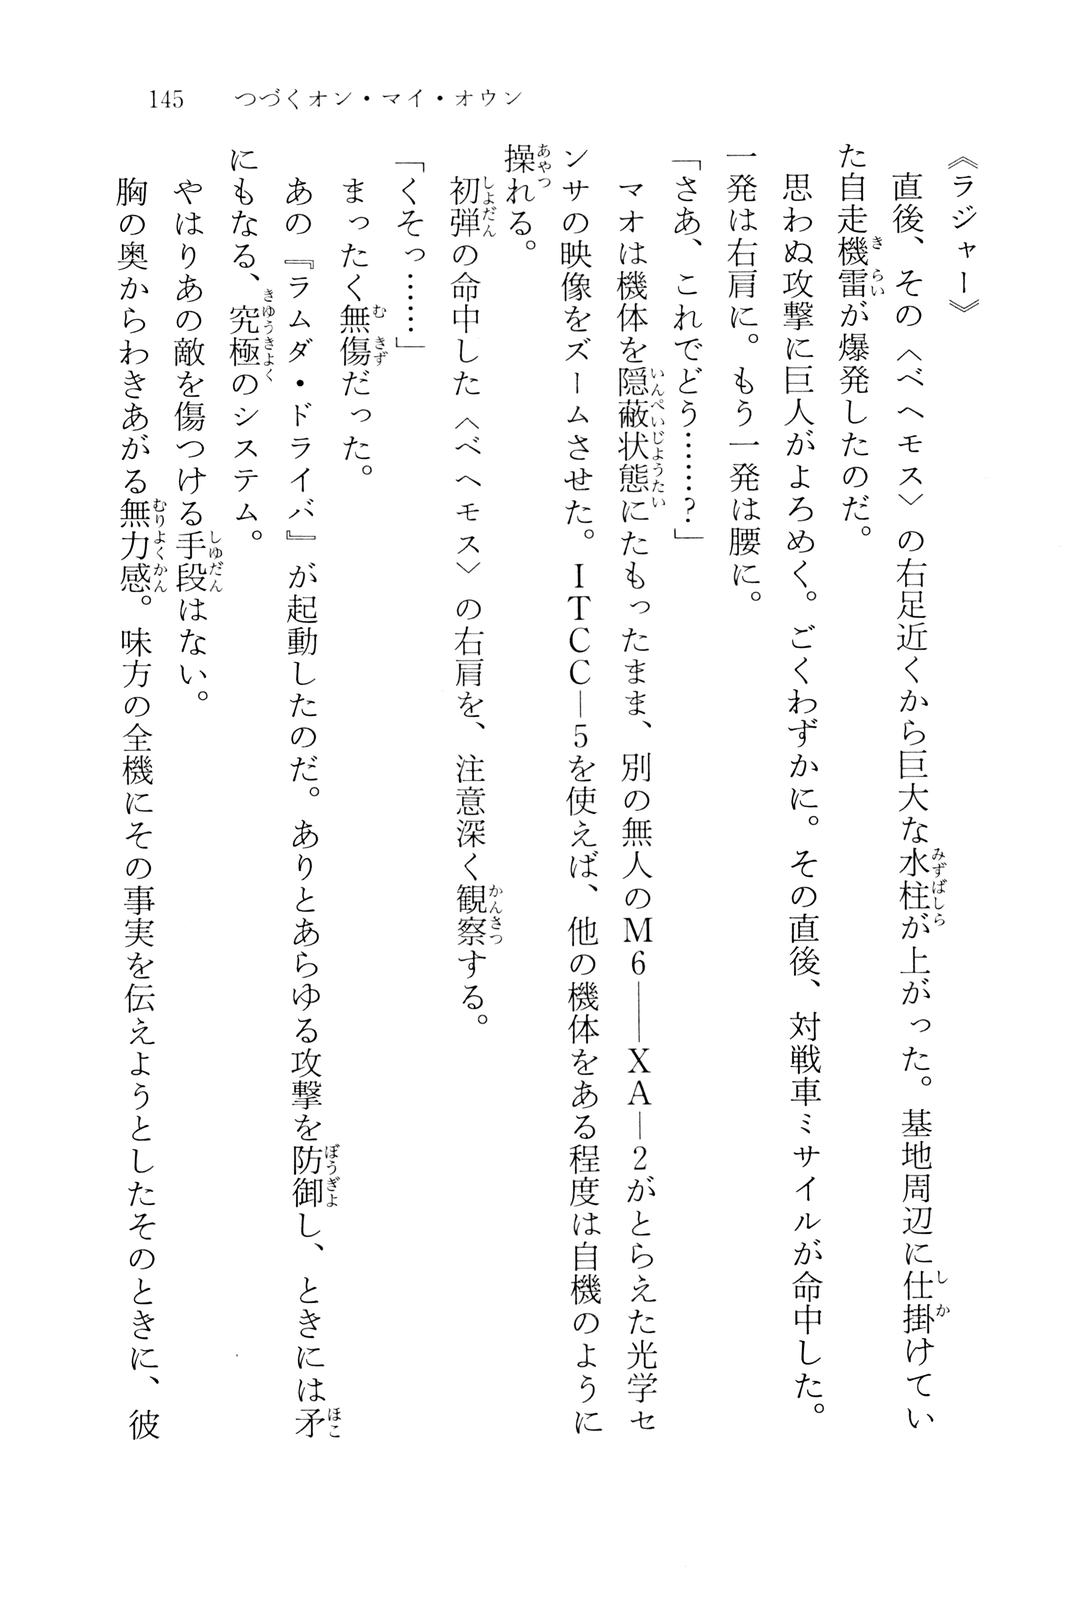 145 つづくオン・マイ・オウン
《ラジャー》
直後、その〈ベヘモス〉の右足近くから巨大な水柱が上がった。基地周辺に仕掛けてい
た自走機雷が爆発したのだ。
思わぬ攻撃に巨人がよろめく。ごくわずかに。その直後、対戦車ミサイルが命中した。
一発は右肩に。もう一発は腰に。
「さあ、これでどう……?」
マオは機体を隠蔽状態にたもったまま、別の無人のM6――XA―2がとらえた光学セ
ンサの映像をズームさせた。ITCC―5を使えば、他の機体をある程度は自機のように
操れる。
初弾の命中した〈ベヘモス〉の右肩を、注意深く観察する。
「くそっ……」
まったく無傷だった。
あの『ラムダ・ドライバ』が起動したのだ。ありとあらゆる攻撃を防御し、ときには矛
にもなる、究極のシステム。
やはりあの敵を傷つける手段はない。
胸の奥からわきあがる無力感。味方の全機にその事実を伝えようとしたそのときに、彼